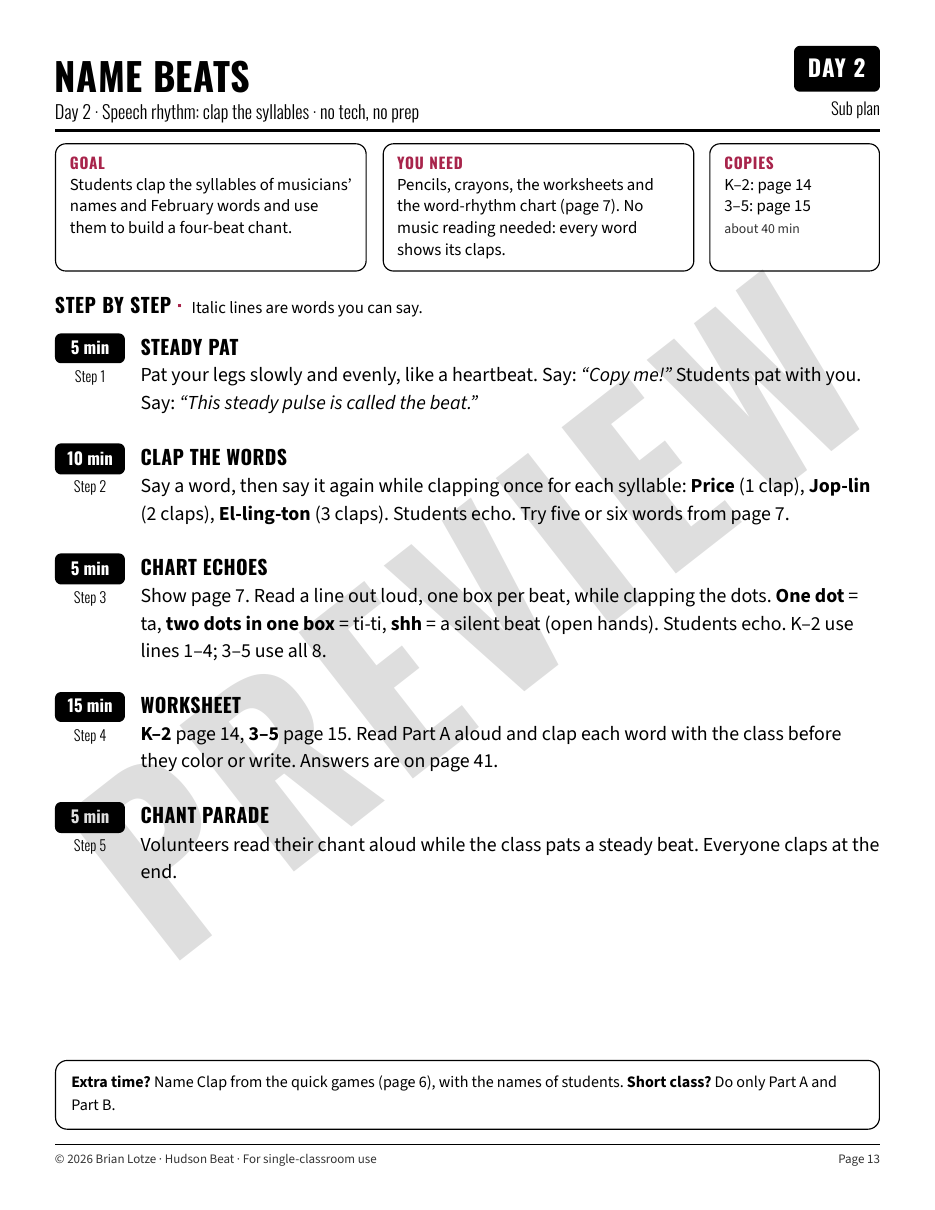 NAME BEATS
DAY 2
Day 2 · Speech rhythm: clap the syllables · no tech, no prep
Sub plan
GOAL
Students clap the syllables of musicians’
names and February words and use
them to build a four-beat chant.
YOU NEED
Pencils, crayons, the worksheets and
the word-rhythm chart (page 7). No
music reading needed: every word
shows its claps.
COPIES
K–2: page 14
3–5: page 15
about 40 min
STEP BY STEP · Italic lines are words you can say.
5 min
Step 1
STEADY PAT
Pat your legs slowly and evenly, like a heartbeat. Say: “Copy me!” Students pat with you.
Say: “This steady pulse is called the beat.”
10 min
Step 2
CLAP THE WORDS
Say a word, then say it again while clapping once for each syllable: Price (1 clap), Jop-lin
(2 claps), El-ling-ton (3 claps). Students echo. Try five or six words from page 7.
5 min
Step 3
CHART ECHOES
Show page 7. Read a line out loud, one box per beat, while clapping the dots. One dot =
ta, two dots in one box = ti-ti, shh = a silent beat (open hands). Students echo. K–2 use
lines 1–4; 3–5 use all 8.
15 min
Step 4
WORKSHEET
K–2 page 14, 3–5 page 15. Read Part A aloud and clap each word with the class before
they color or write. Answers are on page 41.
5 min
Step 5
CHANT PARADE
Volunteers read their chant aloud while the class pats a steady beat. Everyone claps at the
end.
PREVIEW
Extra time? Name Clap from the quick games (page 6), with the names of students. Short class? Do only Part A and
Part B.
© 2026 Brian Lotze · Hudson Beat · For single-classroom use
Page 13